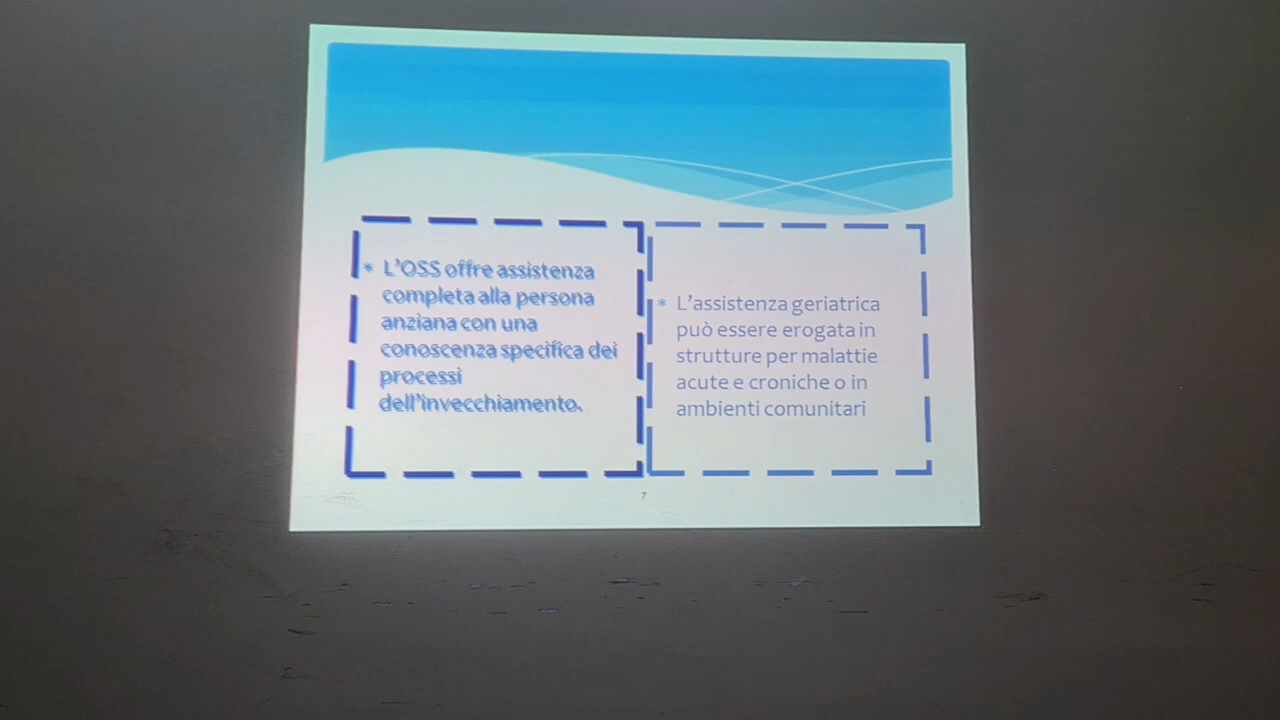 * L'OSS offre assistenza
completa alla persona
anziana con una
conoscenza specifica dei
processi
dell'invecchiamento.
* L'assistenza geriatrica
può essere erogata in
strutture per malattie
acute e croniche o in
ambienti comunitari
7